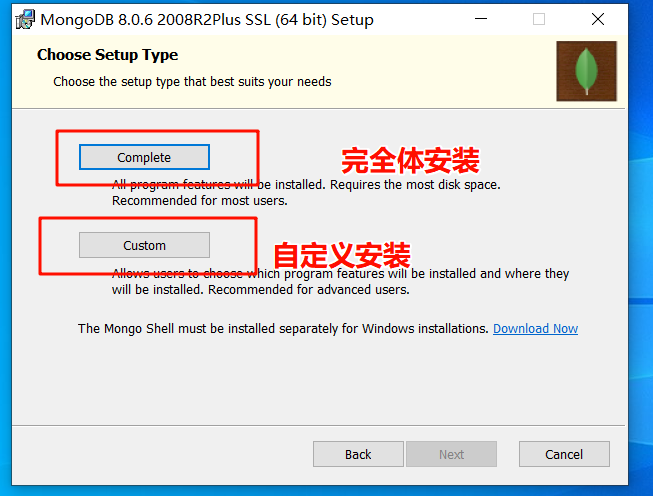 MongoDB 8.0.6 2008R2Plus SSL (64 bit) Setup
Choose Setup Type
Choose the setup type that best suits your needs
Complete
完全体安装
All program features will be installed. Requires the most disk space.
Recommended for most users.
Custom
自定义安装
Allows users to choose which program features will be installed and where they
will be installed. Recommended for advanced users.
The Mongo Shell must be installed separately for Windows installations. Download Now
Back
Next
Cancel